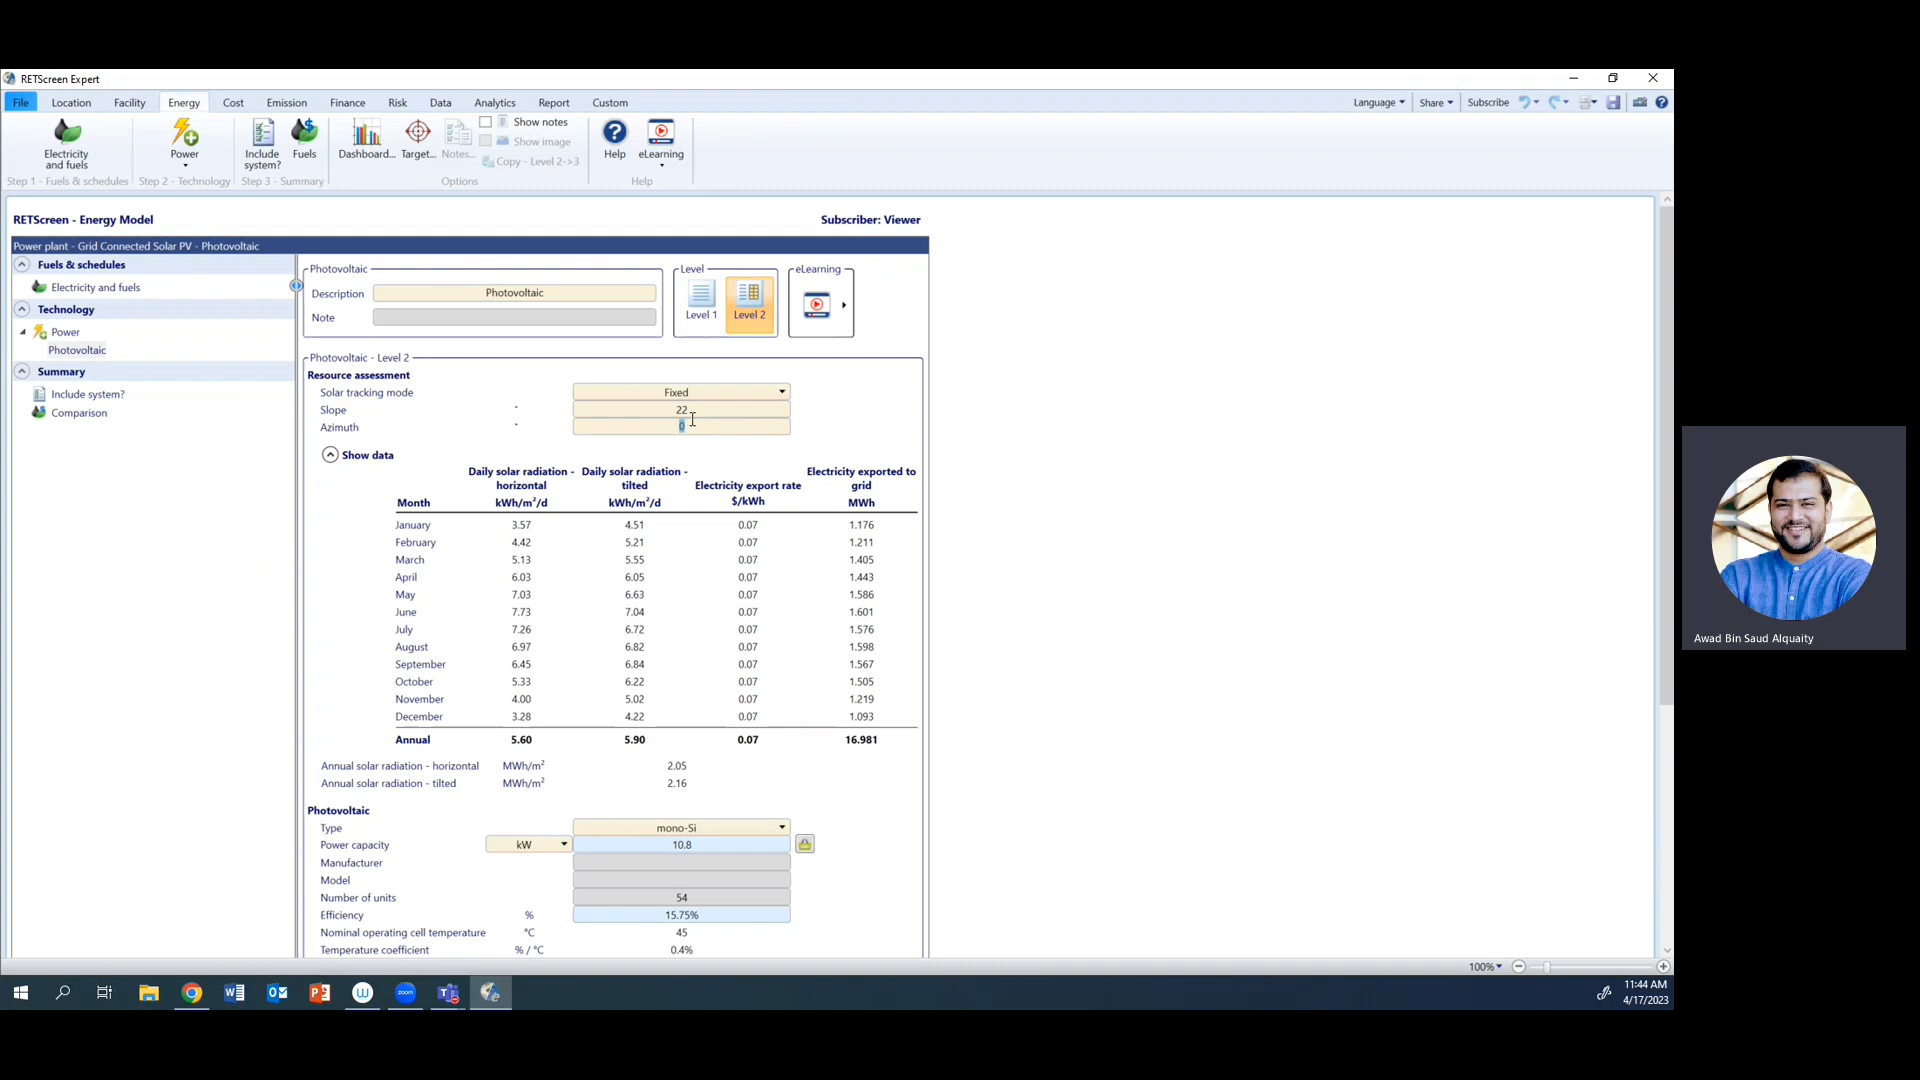 RETScreen Expert
File Location Facility Energy Cost Emission Finance Risk Data Analytics Report Custom Language Share Subscribe
Show notes
Show image
Copy - Level 2->3
Electricity and fuels
Power
Include system?
Fuels
Dashboard...
Target...
Notes...
Help
eLearning
Step 1 - Fuels & schedules Step 2 - Technology Step 3 - Summary Options Help
RETScreen - Energy Model Subscriber: Viewer
Power plant - Grid Connected Solar PV - Photovoltaic
Fuels & schedules
Electricity and fuels
Technology
Power
Photovoltaic
Summary
Include system?
Comparison
Photovoltaic
Description Photovoltaic
Note
Level
Level 1 Level 2
eLearning
Photovoltaic - Level 2
Resource assessment
Solar tracking mode Fixed
Slope ° 22
Azimuth ° 0
Show data
Month Daily solar radiation - horizontal Daily solar radiation - tilted Electricity export rate Electricity exported to grid
kWh/m²/d kWh/m²/d $/kWh MWh
January 3.57 4.51 0.07 1.176
February 4.42 5.21 0.07 1.211
March 5.13 5.55 0.07 1.405
April 6.03 6.05 0.07 1.443
May 7.03 6.63 0.07 1.586
June 7.73 7.04 0.07 1.601
July 7.26 6.72 0.07 1.576
August 6.97 6.82 0.07 1.598
September 6.45 6.84 0.07 1.567
October 5.33 6.22 0.07 1.505
November 4.00 5.02 0.07 1.219
December 3.28 4.22 0.07 1.093
Annual 5.60 5.90 0.07 16.981
Annual solar radiation - horizontal MWh/m² 2.05
Annual solar radiation - tilted MWh/m² 2.16
Photovoltaic
Type mono-Si
Power capacity kW 10.8
Manufacturer
Model
Number of units 54
Efficiency % 15.75%
Nominal operating cell temperature °C 45
Temperature coefficient % / °C 0.4%
100%
11:44 AM
4/17/2023
Awad Bin Saud Alquaity
zoom